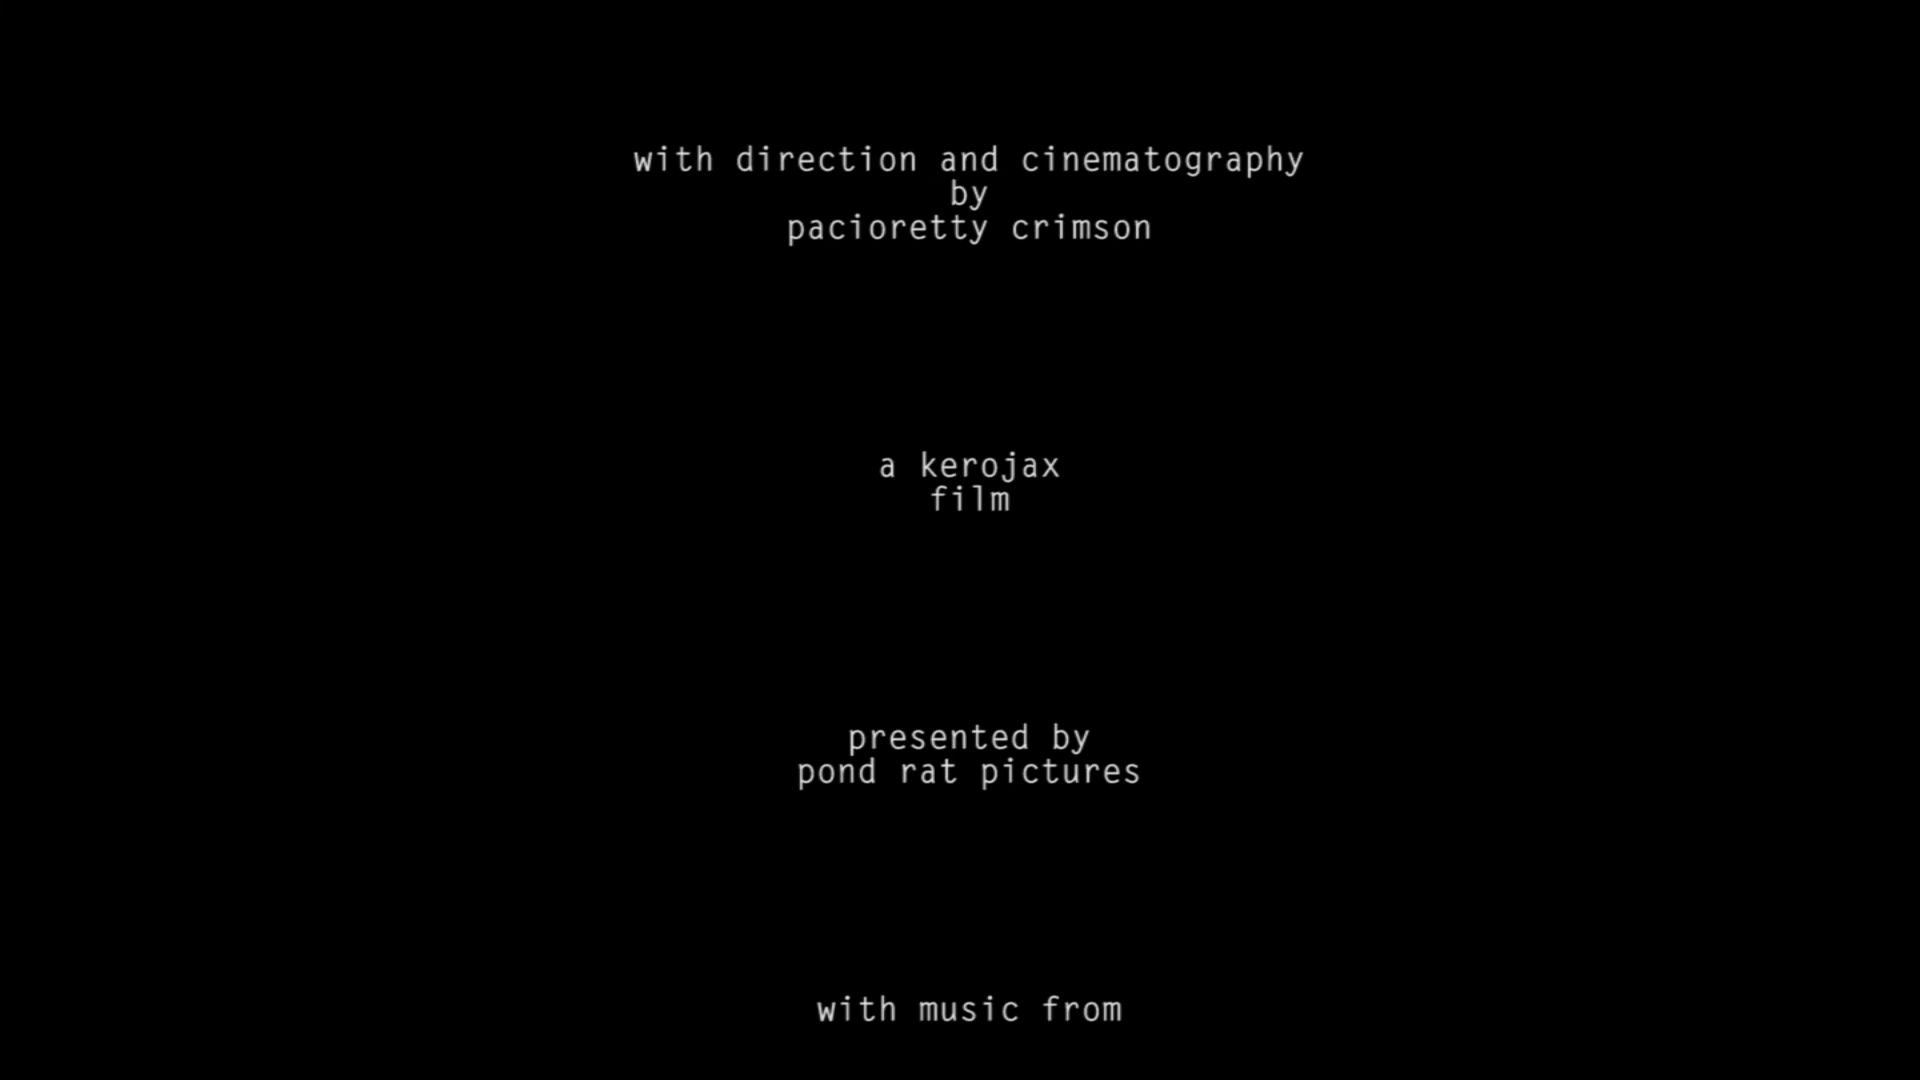 with direction and cinematography
by
pacioretty crimson
a kerojax
film
presented by
pond rat pictures
with music from